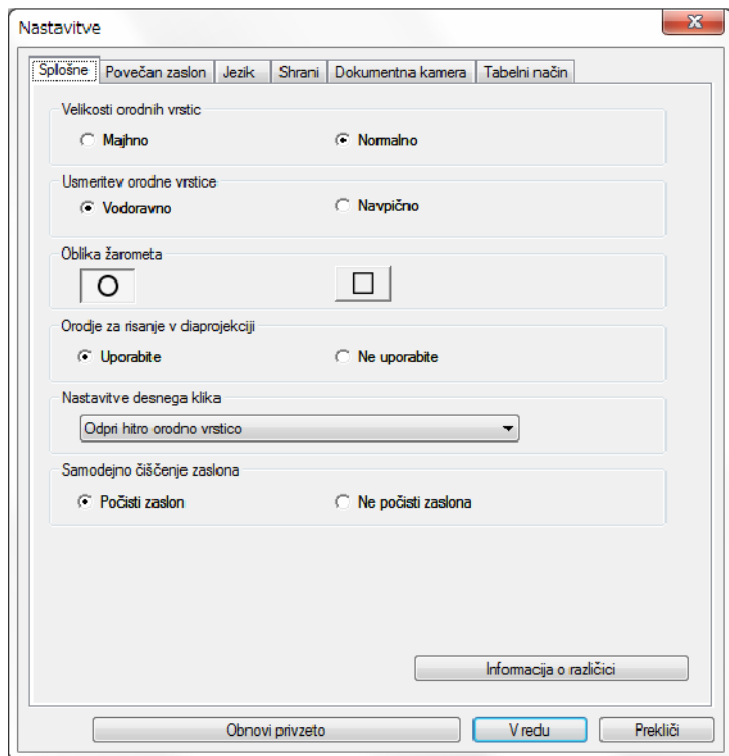 Nastavitve
Splošne Povečan zaslon Jezik Shrani Dokumentna kamera Tabelni način
Velikosti orodnih vrstic
Majhno Normalno
Usmeritev orodne vrstice
Vodoravno Navpično
Oblika žarometa
Orodje za risanje v diaprojekciji
Uporabite Ne uporabite
Nastavitve desnega klika
Odpri hitro orodno vrstico
Samodejno čiščenje zaslona
Počisti zaslon Ne počisti zaslona
Informacija o različici
Obnovi privzeto V redu Prekliči